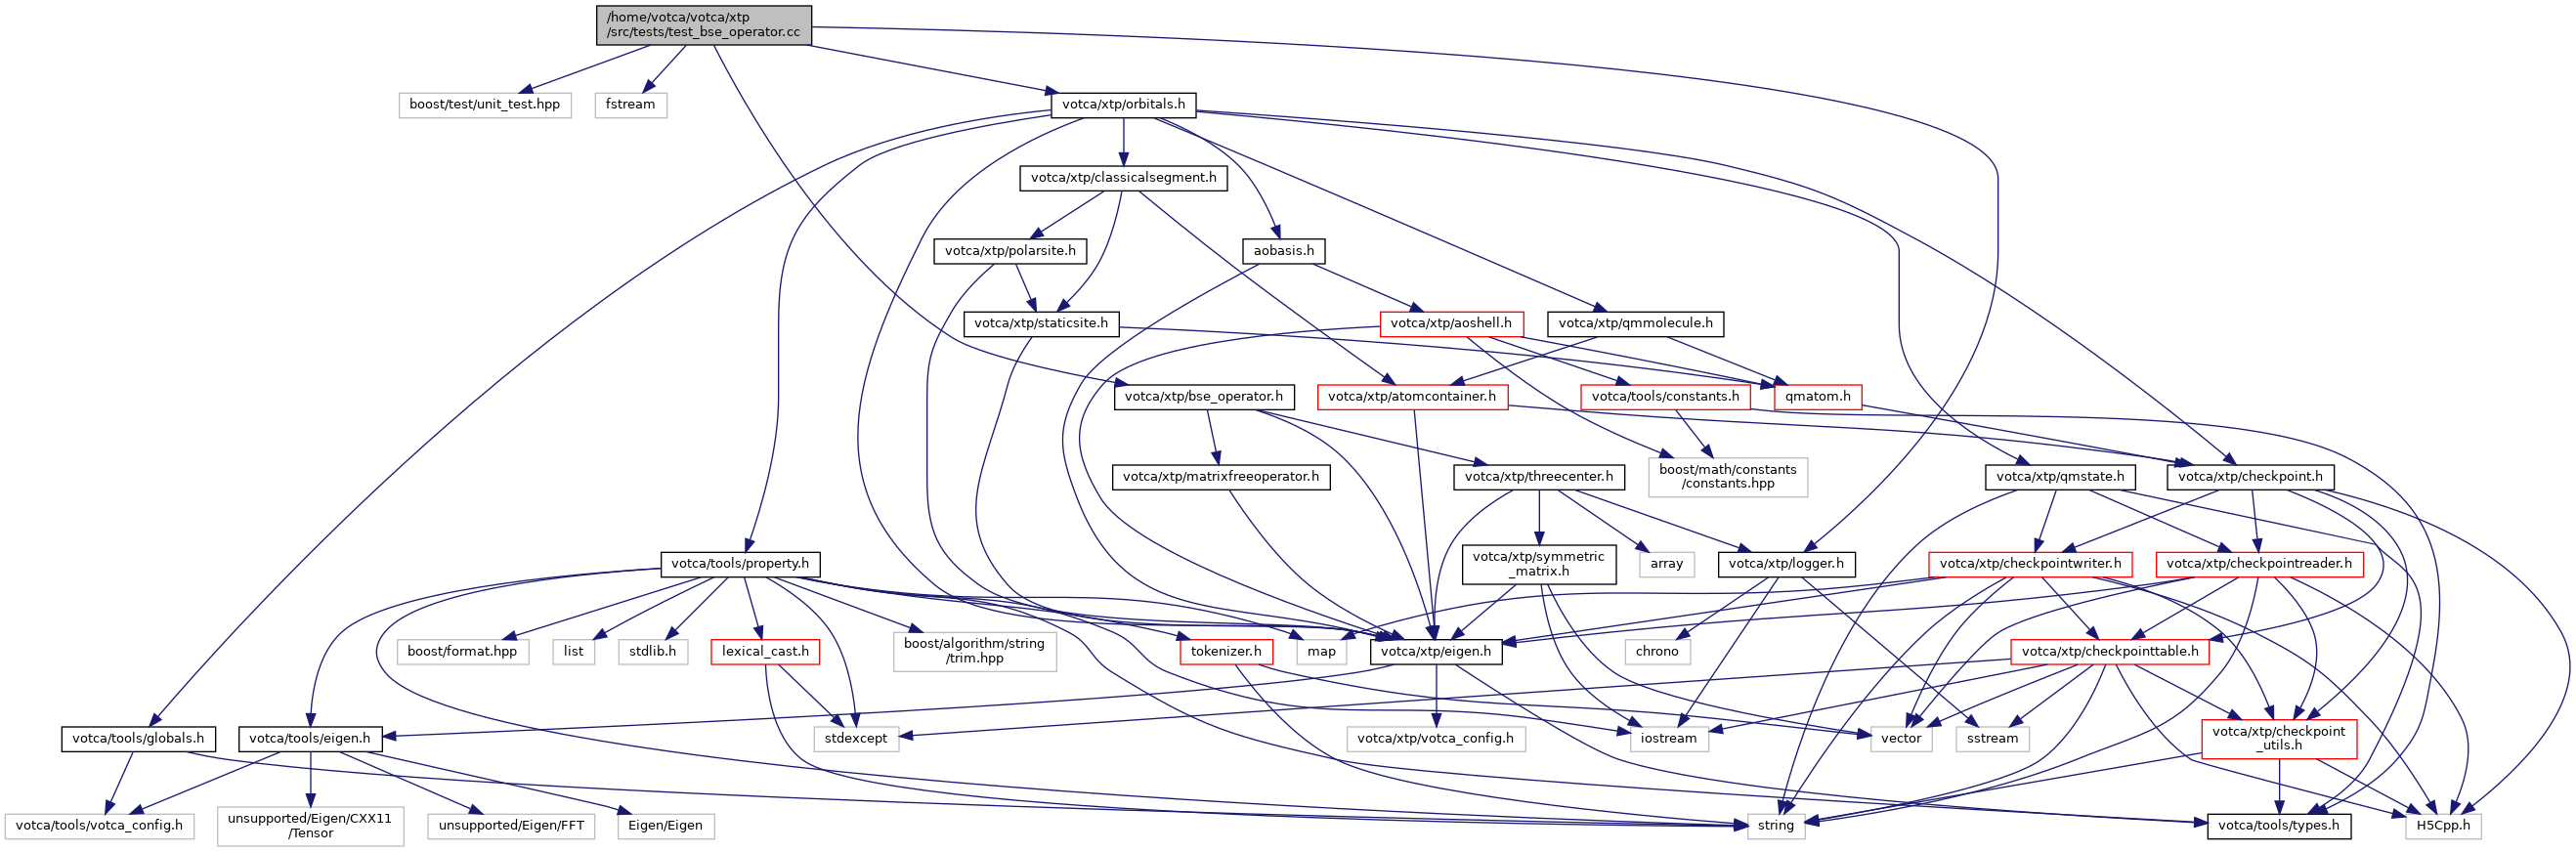 /home/votca/votca/xtp
/src/tests/test_bse_operator.cc
boost/test/unit_test.hpp
fstream
votca/xtp/orbitals.h
votca/xtp/classicalsegment.h
votca/xtp/polarsite.h
aobasis.h
votca/xtp/staticsite.h
votca/xtp/aoshell.h
votca/xtp/qmmolecule.h
votca/xtp/bse_operator.h
votca/xtp/atomcontainer.h
votca/tools/constants.h
qmatom.h
votca/xtp/matrixfreeoperator.h
votca/xtp/threecenter.h
boost/math/constants
/constants.hpp
votca/xtp/qmstate.h
votca/xtp/checkpoint.h
votca/tools/property.h
votca/xtp/symmetric
_matrix.h
array
votca/xtp/logger.h
votca/xtp/checkpointwriter.h
votca/xtp/checkpointreader.h
boost/format.hpp
list
stdlib.h
lexical_cast.h
boost/algorithm/string
/trim.hpp
tokenizer.h
map
votca/xtp/eigen.h
chrono
votca/xtp/checkpointtable.h
votca/tools/globals.h
votca/tools/eigen.h
stdexcept
votca/xtp/votca_config.h
iostream
vector
sstream
votca/xtp/checkpoint
_utils.h
votca/tools/votca_config.h
unsupported/Eigen/CXX11
/Tensor
unsupported/Eigen/FFT
Eigen/Eigen
string
votca/tools/types.h
H5Cpp.h